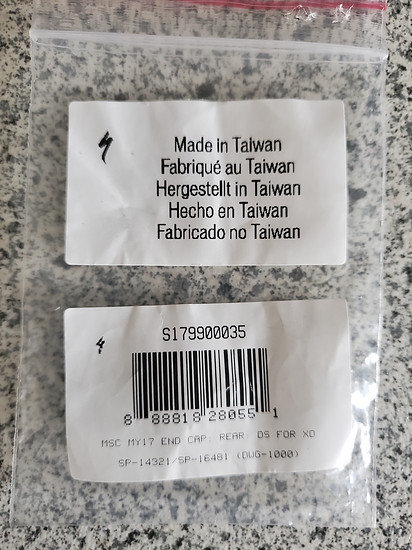 Made in Taiwan
Fabriqué au Taiwan
Hergestellt in Taiwan
Hecho en Taiwan
Fabricado no Taiwan
S179900035
8 88818 28055 1
MSC MY17 END CAP, REAR, DS FOR XD
SP-14321/SP-16481 (DWG-1000)